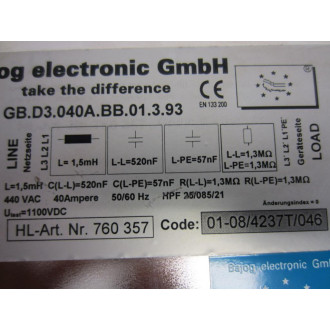 og electronic GmbH
take the difference
CE
EN 133 200
GB.D3.040A.BB.01.3.93
LINE
Netzseite
L3 L2 L1
L= 1,5mH
L-L=520nF
L-PE=57nF
L-L=1,3MΩ
L-PE=1,3MΩ
L3' L2' L1' PE'
Geräteseite
LOAD
L=1,5mH C(L-L)=520nF C(L-PE)=57nF R(L-L)=1,3MΩ R(L-PE)=1,3MΩ
440 VAC 40Ampere 50/60 Hz HPF 25/085/21
Änderungsindex = 0
Utest=1100VDC
HL-Art. Nr. 760 357
Code: 01-08/4237T/046
Bajog electronic Gm